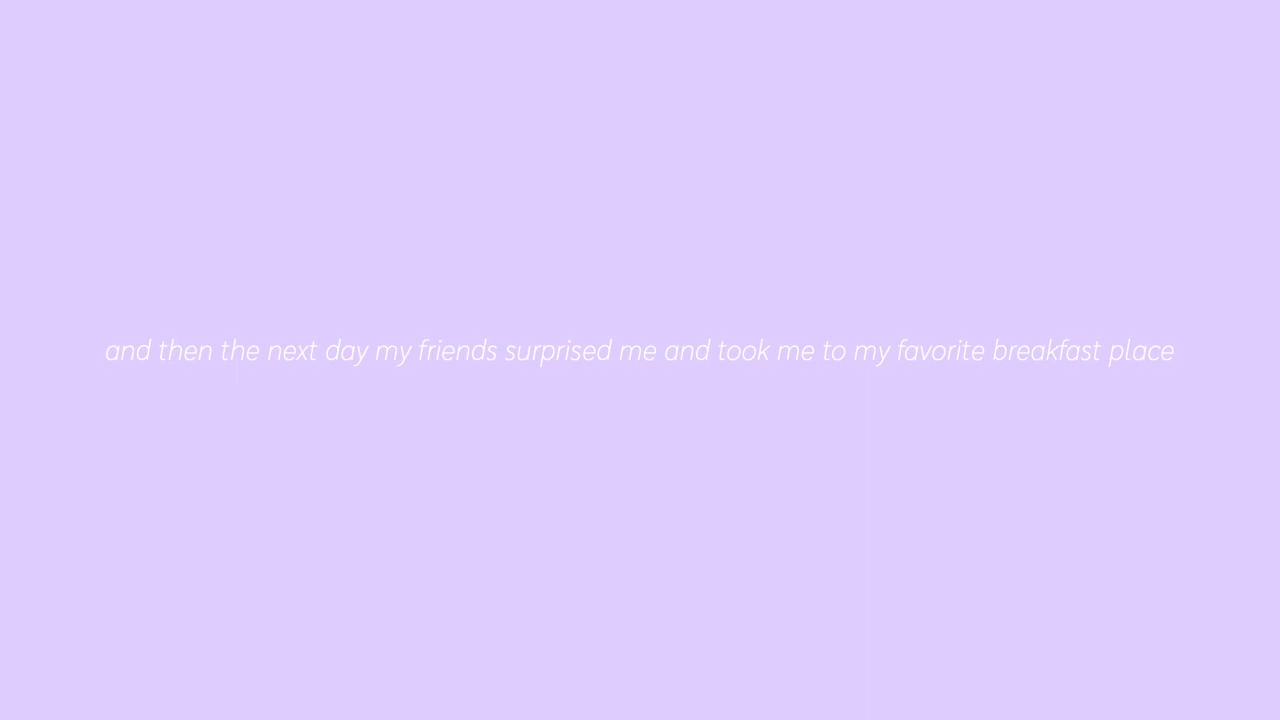 and then the next day my friends surprised me and took me to my favorite breakfast place